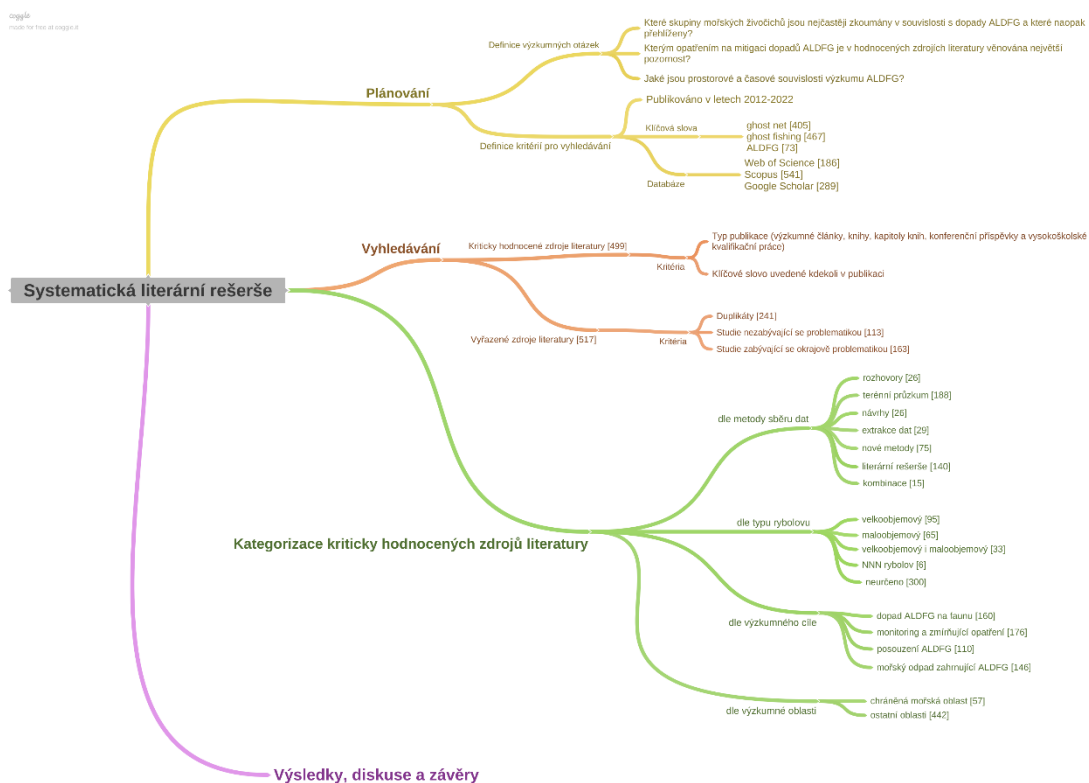 coggle
made for free at coggle.it
Které skupiny mořských živočichů jsou nejčastěji zkoumány v souvislosti s dopady ALDFG a které naopak
přehlíženy?
Definice výzkumných otázek
Kterým opatřením na mitigaci dopadů ALDFG je v hodnocených zdrojích literatury věnována největší
pozornost?
Jaké jsou prostorové a časové souvislosti výzkumu ALDFG?
Plánování
Publikováno v letech 2012-2022
Klíčová slova
ghost net [405]
ghost fishing [467]
ALDFG [73]
Definice kritérií pro vyhledávání
Web of Science [186]
Scopus [541]
Google Scholar [289]
Databáze
Systematická literární rešerše
Vyhledávání
Kriticky hodnocené zdroje literatury [499]
Kritéria
Typ publikace (výzkumné články, knihy, kapitoly knih, konferenční příspěvky a vysokoškolské
kvalifikační práce)
Klíčové slovo uvedené kdekoli v publikaci
Vyřazené zdroje literatury [517]
Kritéria
Duplikáty [241]
Studie nezabývající se problematikou [113]
Studie zabývající se okrajově problematikou [163]
Kategorizace kriticky hodnocených zdrojů literatury
dle metody sběru dat
rozhovory [26]
terénní průzkum [188]
návrhy [26]
extrakce dat [29]
nové metody [75]
literární rešerše [140]
kombinace [15]
dle typu rybolovu
velkoobjemový [95]
maloobjemový [65]
velkoobjemový i maloobjemový [33]
NNN rybolov [6]
neurčeno [300]
dle výzkumného cíle
dopad ALDFG na faunu [160]
monitoring a zmírňující opatření [176]
posouzení ALDFG [110]
mořský odpad zahrnující ALDFG [146]
dle výzkumné oblasti
chráněná mořská oblast [57]
ostatní oblasti [442]
Výsledky, diskuse a závěry